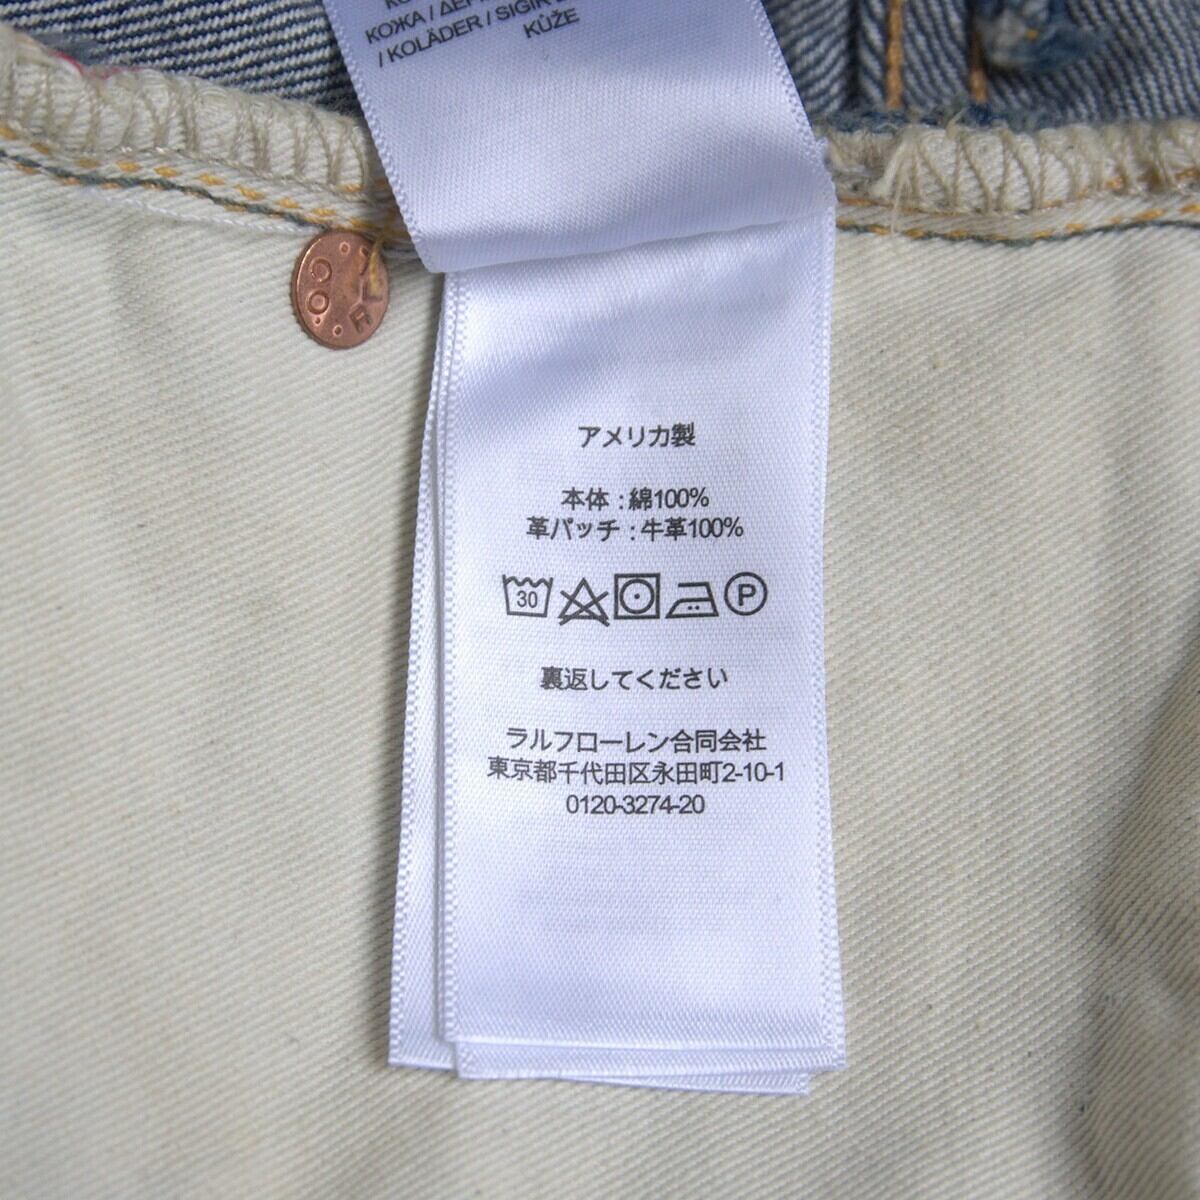 КОЖА / ΔΕΡ
/ KOLÄDER / SIGIR
KŮŽE
アメリカ製
本体 : 綿100%
革パッチ : 牛革100%
30
P
裏返してください
ラルフローレン合同会社
東京都千代田区永田町2-10-1
0120-3274-20